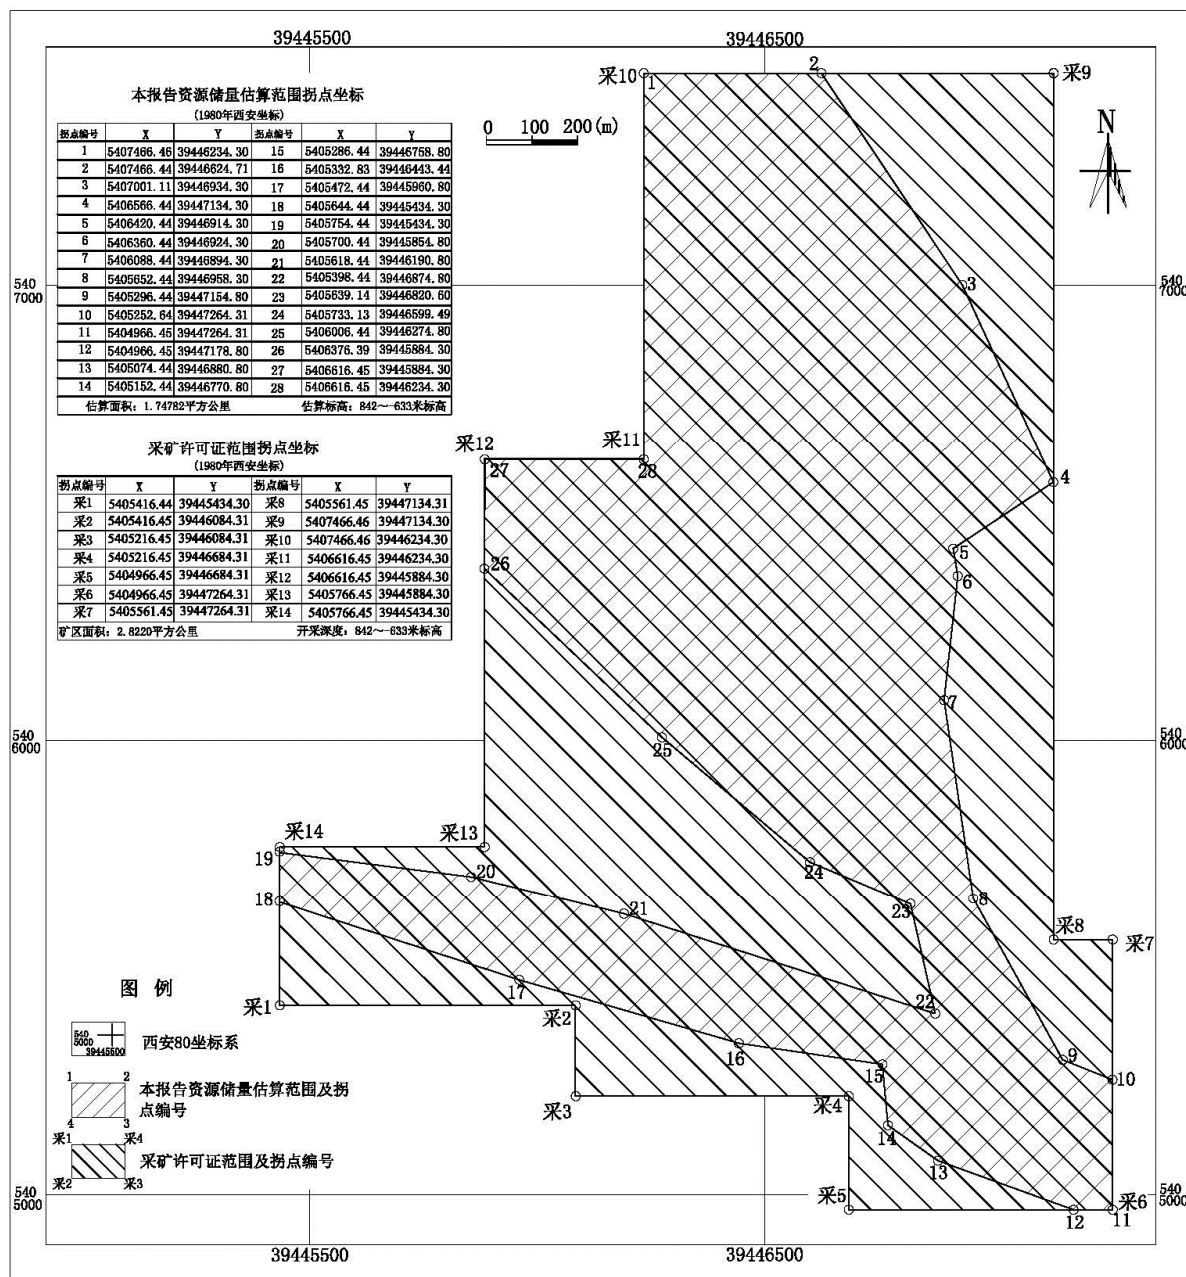 39445500
39446500
采10
1
2
采9
本报告资源储量估算范围拐点坐标
(1980年西安坐标)
拐点编号 X Y 拐点编号 X Y
1 5407466.46 39446234.30 15 5405286.44 39446758.80
2 5407466.44 39446624.71 16 5405332.83 39446443.44
3 5407001.11 39446934.30 17 5405472.44 39445960.80
4 5406566.44 39447134.30 18 5405644.44 39445434.30
5 5406420.44 39446914.30 19 5405754.44 39445434.30
6 5406360.44 39446924.30 20 5405700.44 39445854.80
7 5406088.44 39446894.30 21 5405618.44 39446190.80
8 5405652.44 39446958.30 22 5405398.44 39446874.80
9 5405296.44 39447154.80 23 5405639.14 39446820.60
10 5405252.64 39447264.31 24 5405733.13 39446599.49
11 5404966.45 39447264.31 25 5406006.44 39446274.80
12 5404966.45 39447178.80 26 5406376.39 39445884.30
13 5405074.44 39446880.80 27 5406616.45 39445884.30
14 5405152.44 39446770.80 28 5406616.45 39446234.30
估算面积：1.74782平方公里 估算标高：842～-633米标高
0 100 200(m)
N
540
7000
3
540
7000
采矿许可证范围拐点坐标
(1980年西安坐标)
拐点编号 X Y 拐点编号 X Y
采1 5405416.44 39445434.30 采8 5405561.45 39447134.31
采2 5405416.45 39446084.31 采9 5407466.46 39447134.30
采3 5405216.45 39446084.31 采10 5407466.46 39446234.30
采4 5405216.45 39446684.31 采11 5406616.45 39446234.30
采5 5404966.45 39446684.31 采12 5406616.45 39445884.30
采6 5404966.45 39447264.31 采13 5405766.45 39445884.30
采7 5405561.45 39447264.31 采14 5405766.45 39445434.30
矿区面积：2.8220平方公里 开采深度：842～-633米标高
采12
27
采11
28
4
5
6
26
7
540
6000
25
540
6000
采14
19
采13
24
20
18
21
23
8
采8
采7
图 例
17
22
采1
采2
540
5000
39445500
西安80坐标系
16
15
9
10
1 2
4 3
本报告资源储量估算范围及拐
点编号
采3
采4
14
采1 采4
采2 采3
采矿许可证范围及拐点编号
13
540
5000
采5
12
采6
11
540
5000
39445500
39446500